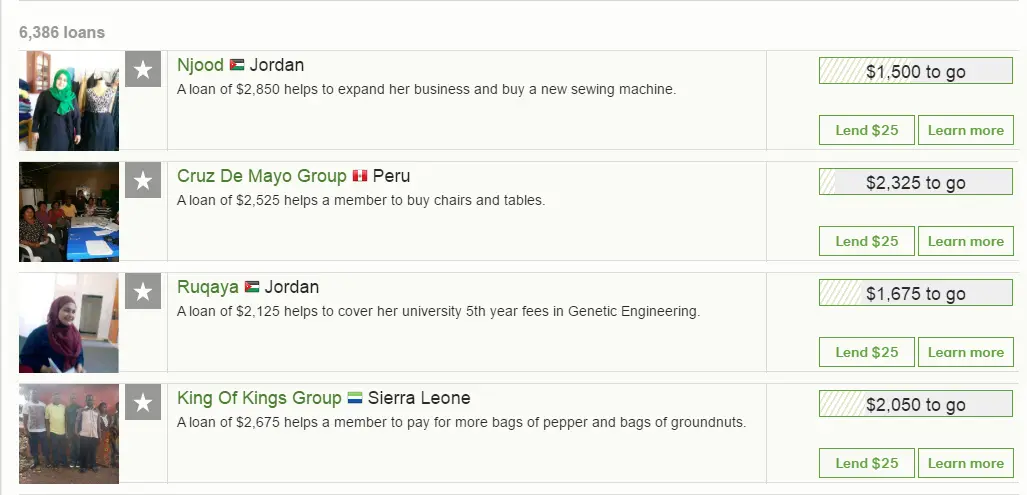 6,386 loans
Njood Jordan
A loan of $2,850 helps to expand her business and buy a new sewing machine.
$1,500 to go
Lend $25 Learn more
Cruz De Mayo Group Peru
A loan of $2,525 helps a member to buy chairs and tables.
$2,325 to go
Lend $25 Learn more
Ruqaya Jordan
A loan of $2,125 helps to cover her university 5th year fees in Genetic Engineering.
$1,675 to go
Lend $25 Learn more
King Of Kings Group Sierra Leone
A loan of $2,675 helps a member to pay for more bags of pepper and bags of groundnuts.
$2,050 to go
Lend $25 Learn more